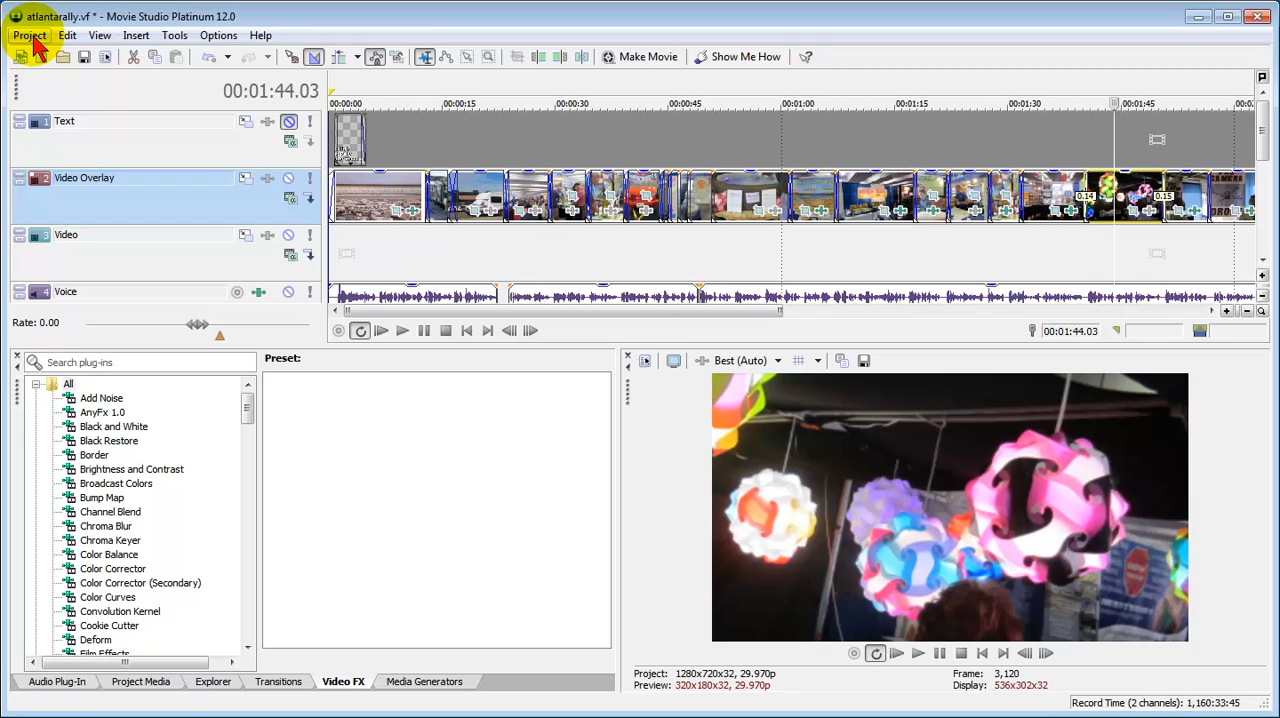 atlantarally.vf * - Movie Studio Platinum 12.0
Project Edit View Insert Tools Options Help
Make Movie Show Me How
00:01:44.03
00:00:00 00:00:15 00:00:30 00:00:45 00:01:00 00:01:15 00:01:30 00:01:45
1 Text
2 Video Overlay
0.14 0.15
3 Video
4 Voice
Rate: 0.00
00:01:44.03
Search plug-ins
Preset:
Best (Auto)
All
Add Noise
AnyFx 1.0
Black and White
Black Restore
Border
Brightness and Contrast
Broadcast Colors
Bump Map
Channel Blend
Chroma Blur
Chroma Keyer
Color Balance
Color Corrector
Color Corrector (Secondary)
Color Curves
Convolution Kernel
Cookie Cutter
Deform
Film Effects
Audio Plug-In Project Media Explorer Transitions Video FX Media Generators
Project: 1280x720x32, 29.970p Frame: 3,120
Preview: 320x180x32, 29.970p Display: 536x302x32
Record Time (2 channels): 1,160:33:45